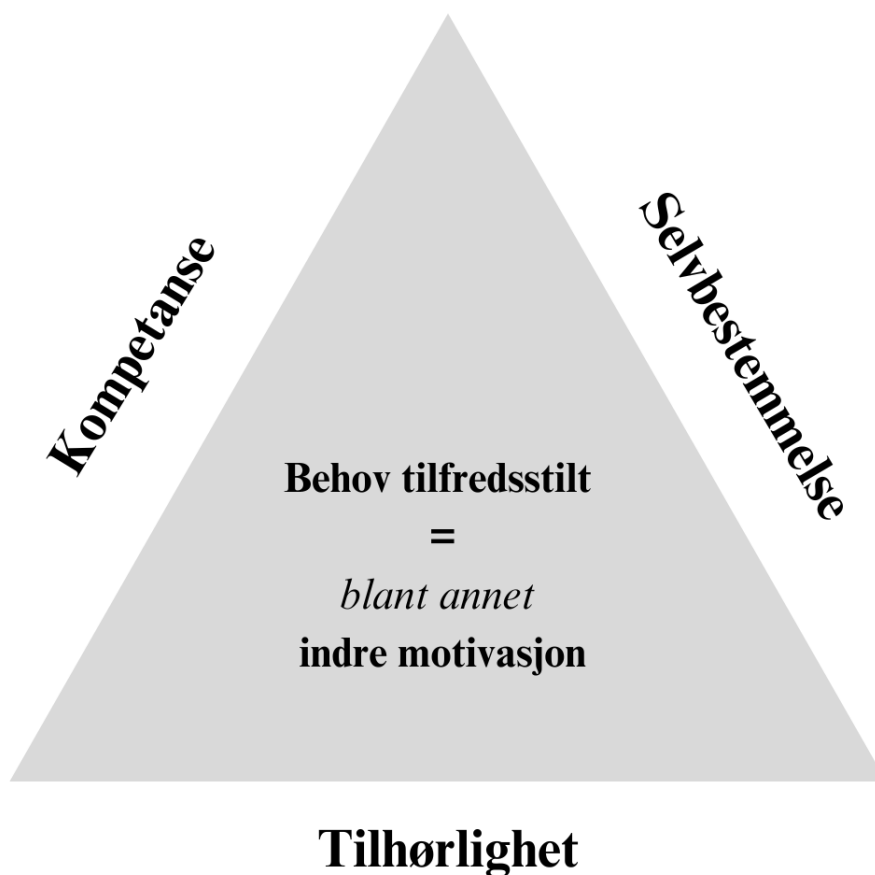 Kompetanse
Selvbestemmelse
Behov tilfredsstilt
=
blant annet
indre motivasjon
Tilhørlighet